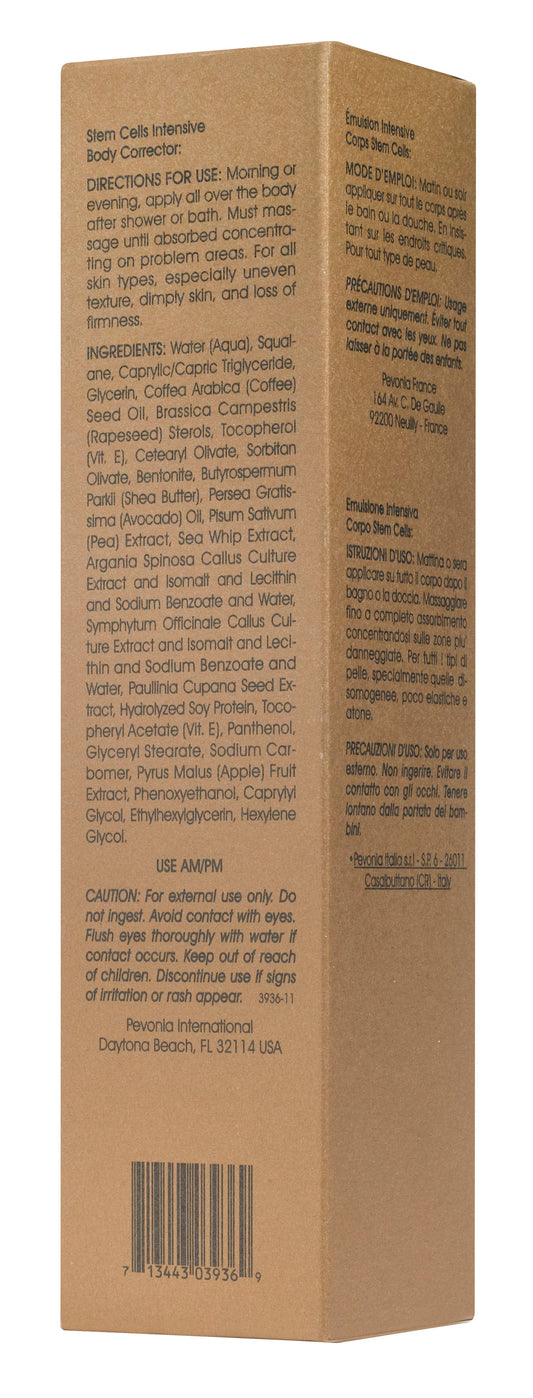 Stem Cells Intensive
Body Corrector:
DIRECTIONS FOR USE: Morning or
evening, apply all over the body
after shower or bath. Must mas-
sage until absorbed concentra-
ting on problem areas. For all
skin types, especially uneven
texture, dimply skin, and loss of
firmness.
INGREDIENTS: Water (Aqua), Squal-
ane, Caprylic/Capric Triglyceride,
Glycerin, Coffea Arabica (Coffee)
Seed Oil, Brassica Campestris
(Rapeseed) Sterols, Tocopherol
(Vit. E), Cetearyl Olivate, Sorbitan
Olivate, Bentonite, Butyrospermum
Parkii (Shea Butter), Persea Gratis-
sima (Avocado) Oil, Pisum Sativum
(Pea) Extract, Sea Whip Extract,
Argania Spinosa Callus Culture
Extract and Isomalt and Lecithin
and Sodium Benzoate and Water,
Symphytum Officinale Callus Cul-
ture Extract and Isomalt and Leci-
thin and Sodium Benzoate and
Water, Paullinia Cupana Seed Ex-
tract, Hydrolyzed Soy Protein, Toco-
pheryl Acetate (Vit. E), Panthenol,
Glyceryl Stearate, Sodium Car-
bomer, Pyrus Malus (Apple) Fruit
Extract, Phenoxyethanol, Caprylyl
Glycol, Ethylhexylglycerin, Hexylene
Glycol.
USE AM/PM
CAUTION: For external use only. Do
not ingest. Avoid contact with eyes.
Flush eyes thoroughly with water if
contact occurs. Keep out of reach
of children. Discontinue use if signs
of irritation or rash appear. 3936-11
Pevonia International
Daytona Beach, FL 32114 USA
7 13443 03936 9
Émulsion Intensive
Corps Stem Cells:
MODE D'EMPLOI: Matin ou soir
appliquer sur tout le corps après
le bain ou la douche. En insis-
tant sur les endroits critiques.
Pour tout type de peau.
PRÉCAUTIONS D'EMPLOI: Usage
externe uniquement. Éviter tout
contact avec les yeux. Ne pas
laisser à la portée des enfants.
Pevonia France
164 Av. C. De Gaulle
92200 Neuilly - France
Emulsione Intensiva
Corpo Stem Cells:
ISTRUZIONI D'USO: Mattina o sera
applicare su tutto il corpo dopo il
bagno o la doccia. Massaggiare
fino a completo assorbimento
concentrandosi sulle zone piu'
danneggiate. Per tutti i tipi di
pelle, specialmente quelle di-
somogenee, poco elastiche e
atone.
PRECAUZIONI D'USO: Solo per uso
esterno. Non ingerire. Evitare il
contatto con gli occhi. Tenere
lontano dalla portata dei bam-
bini.
•Pevonia Italia s.r.l - S.P. 6 - 26011
Casalbuttano (CR) - Italy